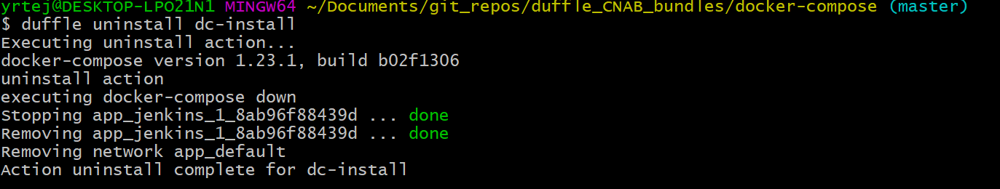 yrtej@DESKTOP-LPO21N1 MINGW64 ~/Documents/git_repos/duffle_CNAB_bundles/docker-compose (master)
$ duffle uninstall dc-install
Executing uninstall action...
docker-compose version 1.23.1, build b02f1306
uninstall action
executing docker-compose down
Stopping app_jenkins_1_8ab96f88439d ... done
Removing app_jenkins_1_8ab96f88439d ... done
Removing network app_default
Action uninstall complete for dc-install